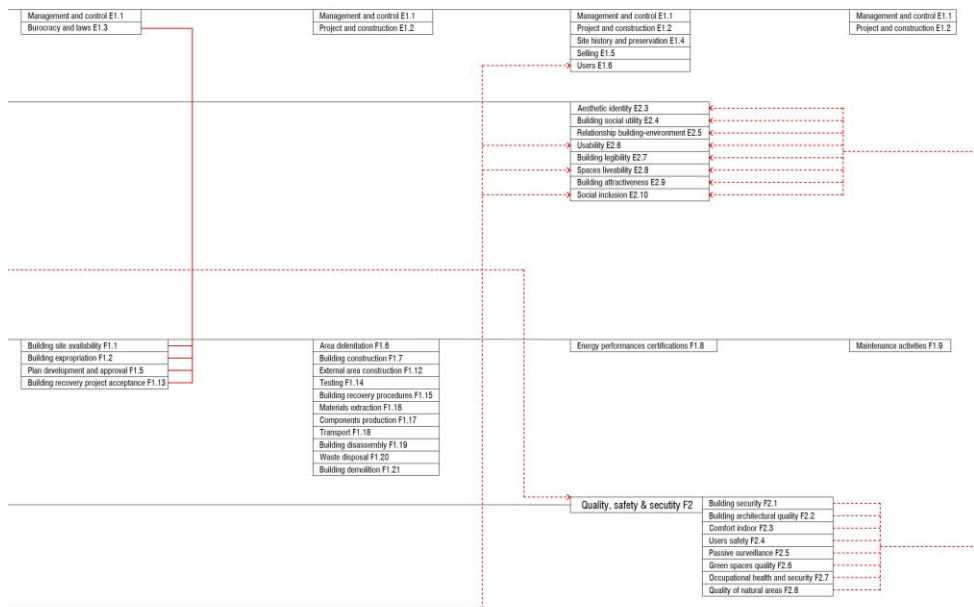 Management and control E1.1
Burocracy and laws E1.3
Management and control E1.1
Project and construction E1.2
Management and control E1.1
Project and construction E1.2
Site history and preservation E1.4
Selling E1.5
Users E1.6
Management and control E1.1
Project and construction E1.2
Aesthetic identity E2.3
Building social utility E2.4
Relationship building-environment E2.5
Usability E2.6
Building legibility E2.7
Spaces liveability E2.8
Building attractiveness E2.9
Social inclusion E2.10
Building site availability F1.1
Building expropriation F1.2
Plan development and approval F1.5
Building recovery project acceptance F1.13
Area delimitation F1.6
Building construction F1.7
External area construction F1.12
Testing F1.14
Building recovery procedures F1.15
Materials extraction F1.16
Components production F1.17
Transport F1.18
Building disassembly F1.19
Waste disposal F1.20
Building demolition F1.21
Energy performances certifications F1.8
Maintenance activities F1.9
Quality, safety & secutity F2
Building security F2.1
Building architectural quality F2.2
Comfort indoor F2.3
Users safety F2.4
Passive surveillance F2.5
Green spaces quality F2.6
Occupational health and security F2.7
Quality of natural areas F2.8